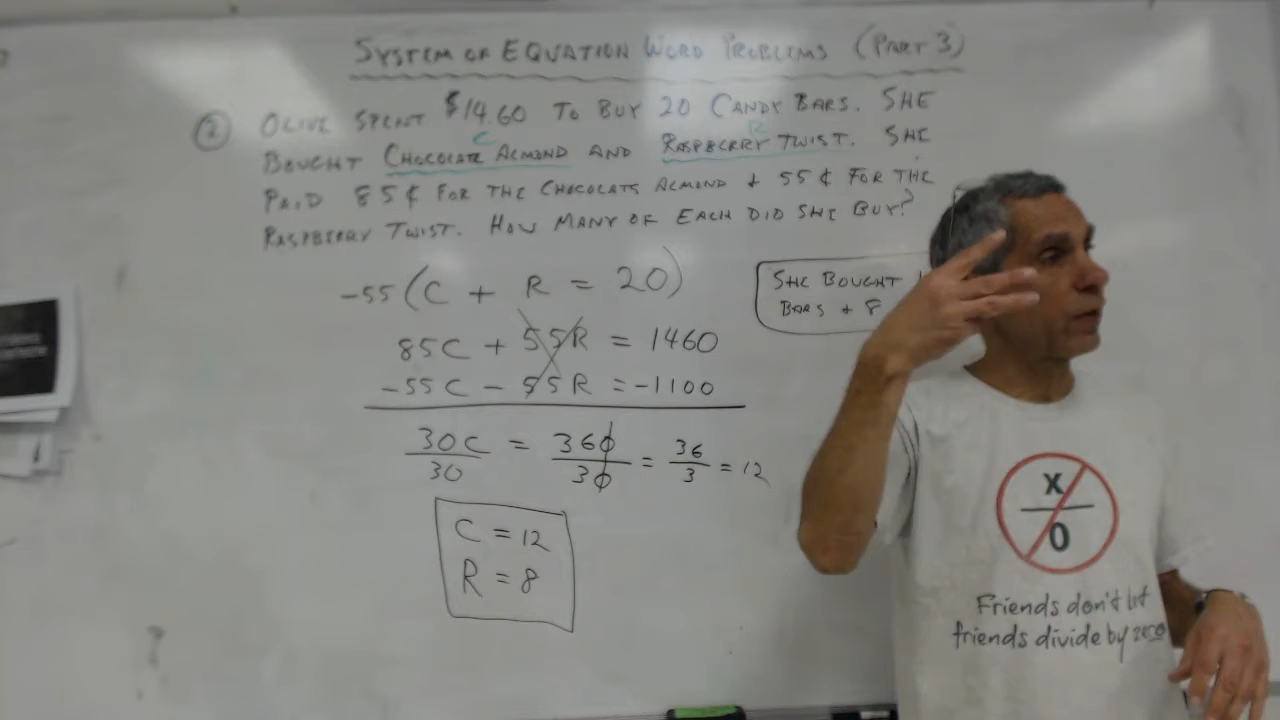 SYSTEM OF EQUATION WORD PROBLEMS (PART 3)
② OLIVE SPENT $14.60 TO BUY 20 CANDY BARS. SHE
C R
BOUGHT CHOCOLATE ALMOND AND RASPBERRY TWIST. SHE
PAID 85¢ FOR THE CHOCOLATE ALMOND + 55¢ FOR THE
RASPBERRY TWIST. HOW MANY OF EACH DID SHE BUY?
-55(C + R = 20)
85C + 55R = 1460
-55C - 55R = -1100
30C/30 = 360/30 = 36/3 = 12
C = 12
R = 8
SHE BOUGHT
BARS + 8
X
0
Friends don't let
friends divide by zero